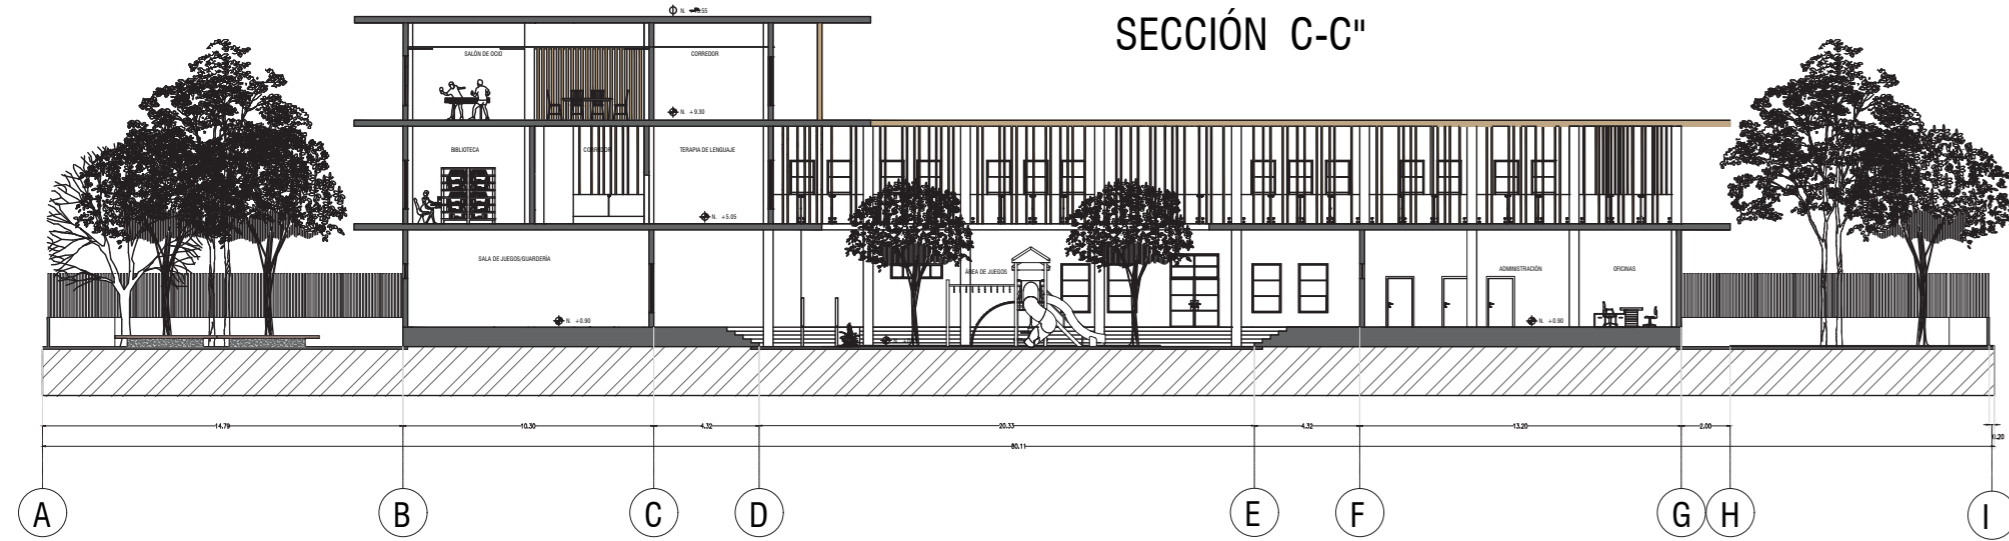 SECCIÓN C-C"
SALÓN DE OCIO
CORREDOR
N. +9.30
BIBLIOTECA
CORREDOR
TERAPIA DE LENGUAJE
N. +5.05
SALA DE JUEGOS/GUARDERÍA
ÁREA DE JUEGOS
ADMINISTRACIÓN
OFICINAS
N. +0.90
N. +0.90
14.79
10.30
4.32
20.33
4.32
13.20
2.00
0.20
80.11
A
B
C
D
E
F
G
H
I